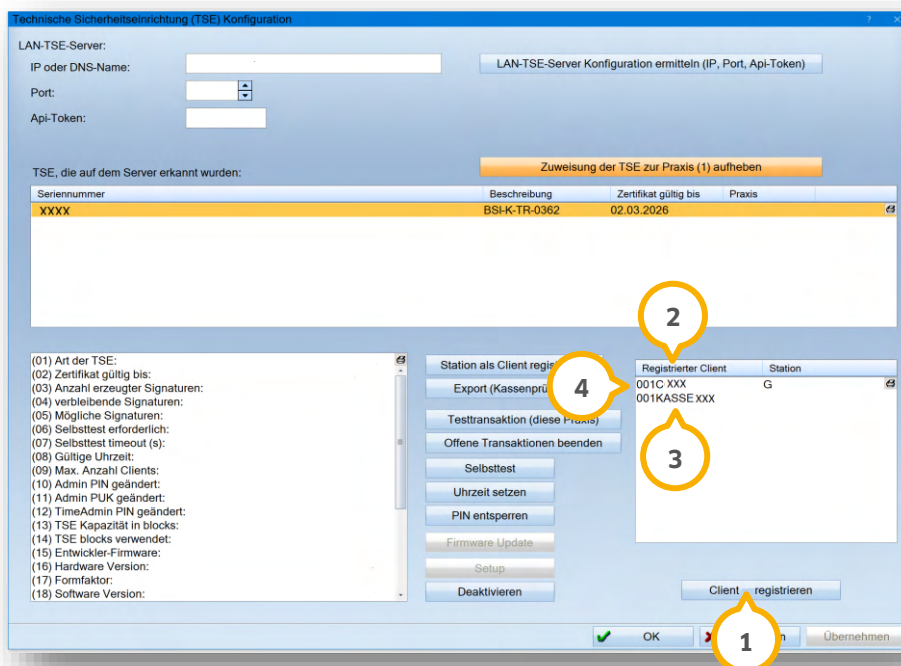 Technische Sicherheitseinrichtung (TSE) Konfiguration
LAN-TSE-Server:
IP oder DNS-Name:
LAN-TSE-Server Konfiguration ermitteln (IP, Port, Api-Token)
Port:
Api-Token:
TSE, die auf dem Server erkannt wurden:
Zuweisung der TSE zur Praxis (1) aufheben
Seriennummer Beschreibung Zertifikat gültig bis Praxis
XXXX BSI-K-TR-0362 02.03.2026
2
(01) Art der TSE:
(02) Zertifikat gültig bis:
(03) Anzahl erzeugter Signaturen:
(04) verbleibende Signaturen:
(05) Mögliche Signaturen:
(06) Selbsttest erforderlich:
(07) Selbsttest timeout (s):
(08) Gültige Uhrzeit:
(09) Max. Anzahl Clients:
(10) Admin PIN geändert:
(11) Admin PUK geändert:
(12) TimeAdmin PIN geändert:
(13) TSE Kapazität in blocks:
(14) TSE blocks verwendet:
(15) Entwickler-Firmware:
(16) Hardware Version:
(17) Formfaktor:
(18) Software Version:
Station als Client
Export
Testtransaktion (diese Praxis)
Offene Transaktionen beenden
Selbsttest
Uhrzeit setzen
PIN entsperren
Firmware Update
Setup
Deaktivieren
4
Registrierter Client Station
001C XXX G
001KASSE XXX
3
Client registrieren
OK
1
Übernehmen